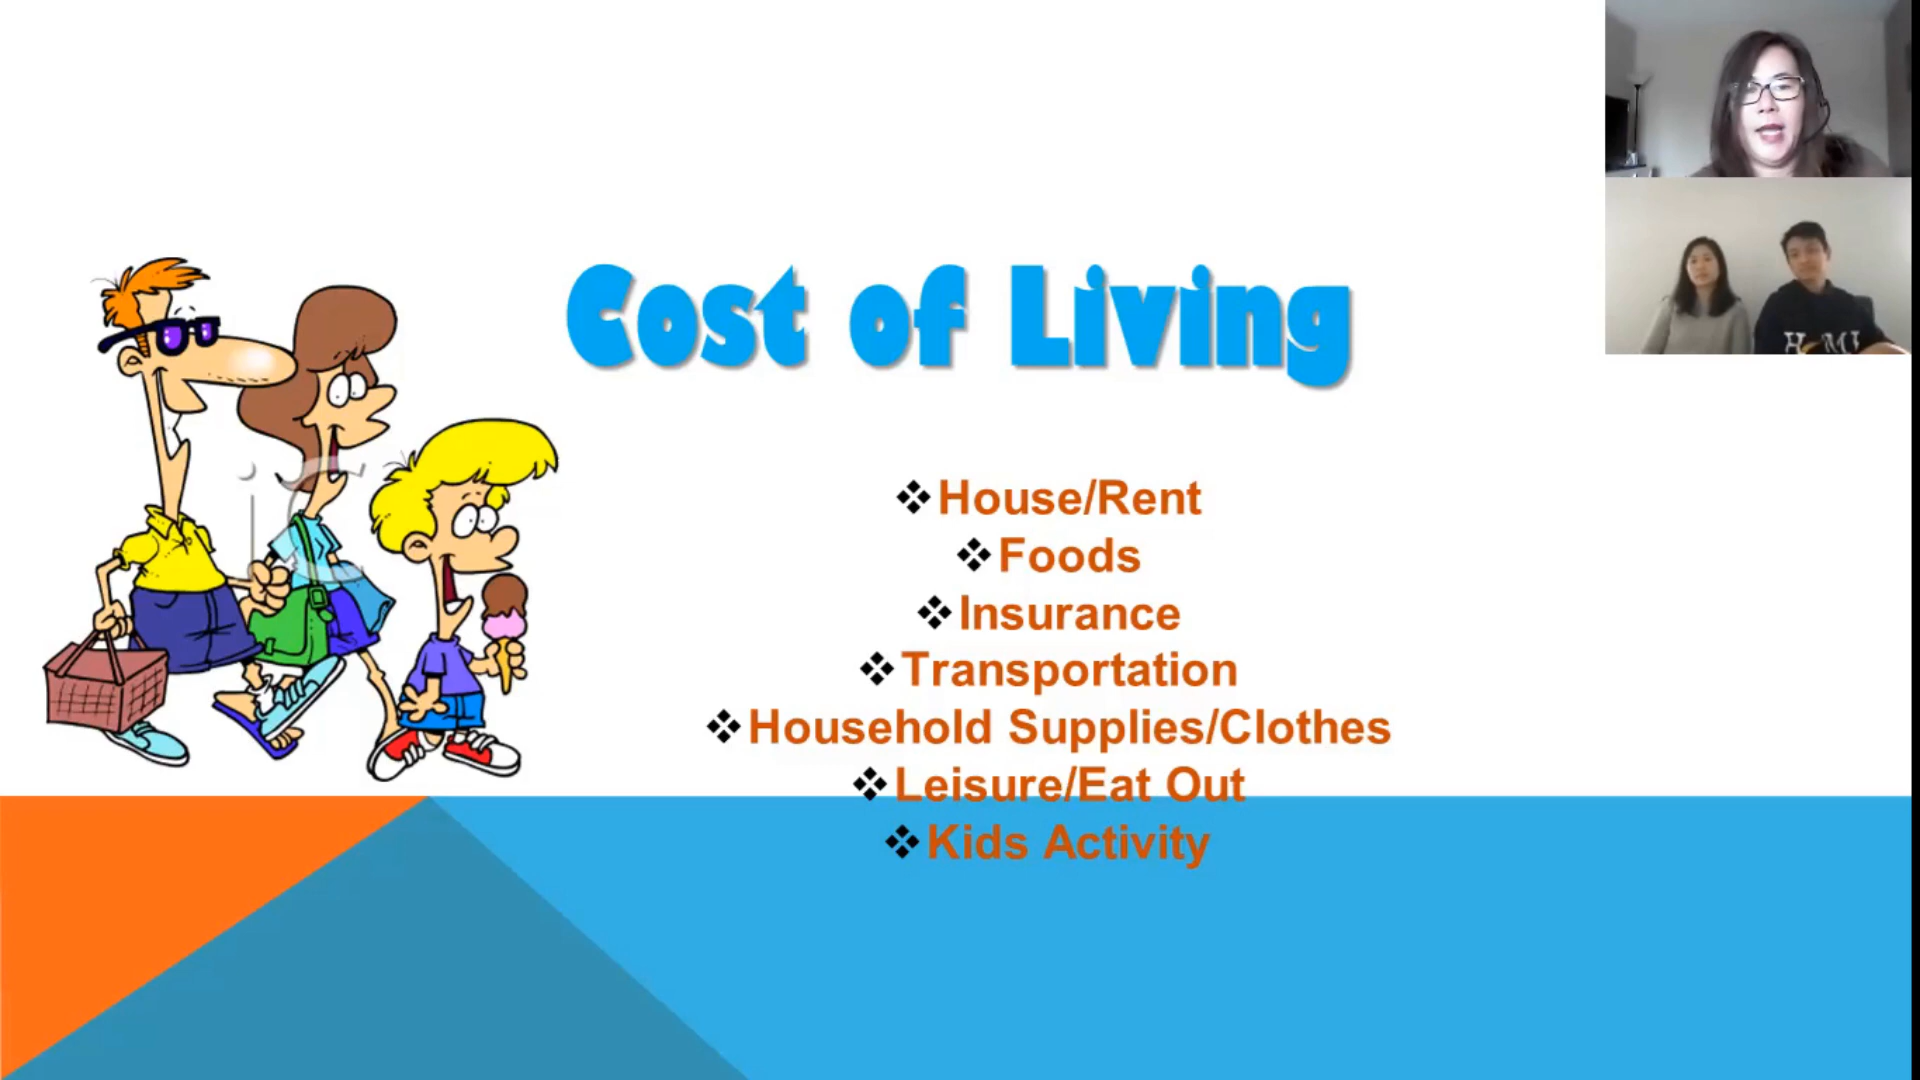 Cost of Living
❖House/Rent
❖Foods
❖Insurance
❖Transportation
❖Household Supplies/Clothes
❖Leisure/Eat Out
❖Kids Activity